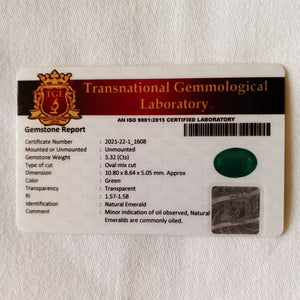 TGL
Transnational Gemmological
Laboratory.
AN ISO 9001:2015 CERTIFIED LABORATORY
Gemstone Report
Certificate Number : 2021-22-1_1608
Mounted or Unmounted : Unmounted
Gemstone Weight : 3.32 (Cts)
Type of cut : Oval mix cut
Dimension : 10.80 x 8.64 x 5.05 mm. Approx
Color : Green
Transparency : Transparent
RI : 1.57-1.58
Identification : Natural Emerald
Comment : Minor indication of oil observed, Natural
Emeralds are commonly oiled.